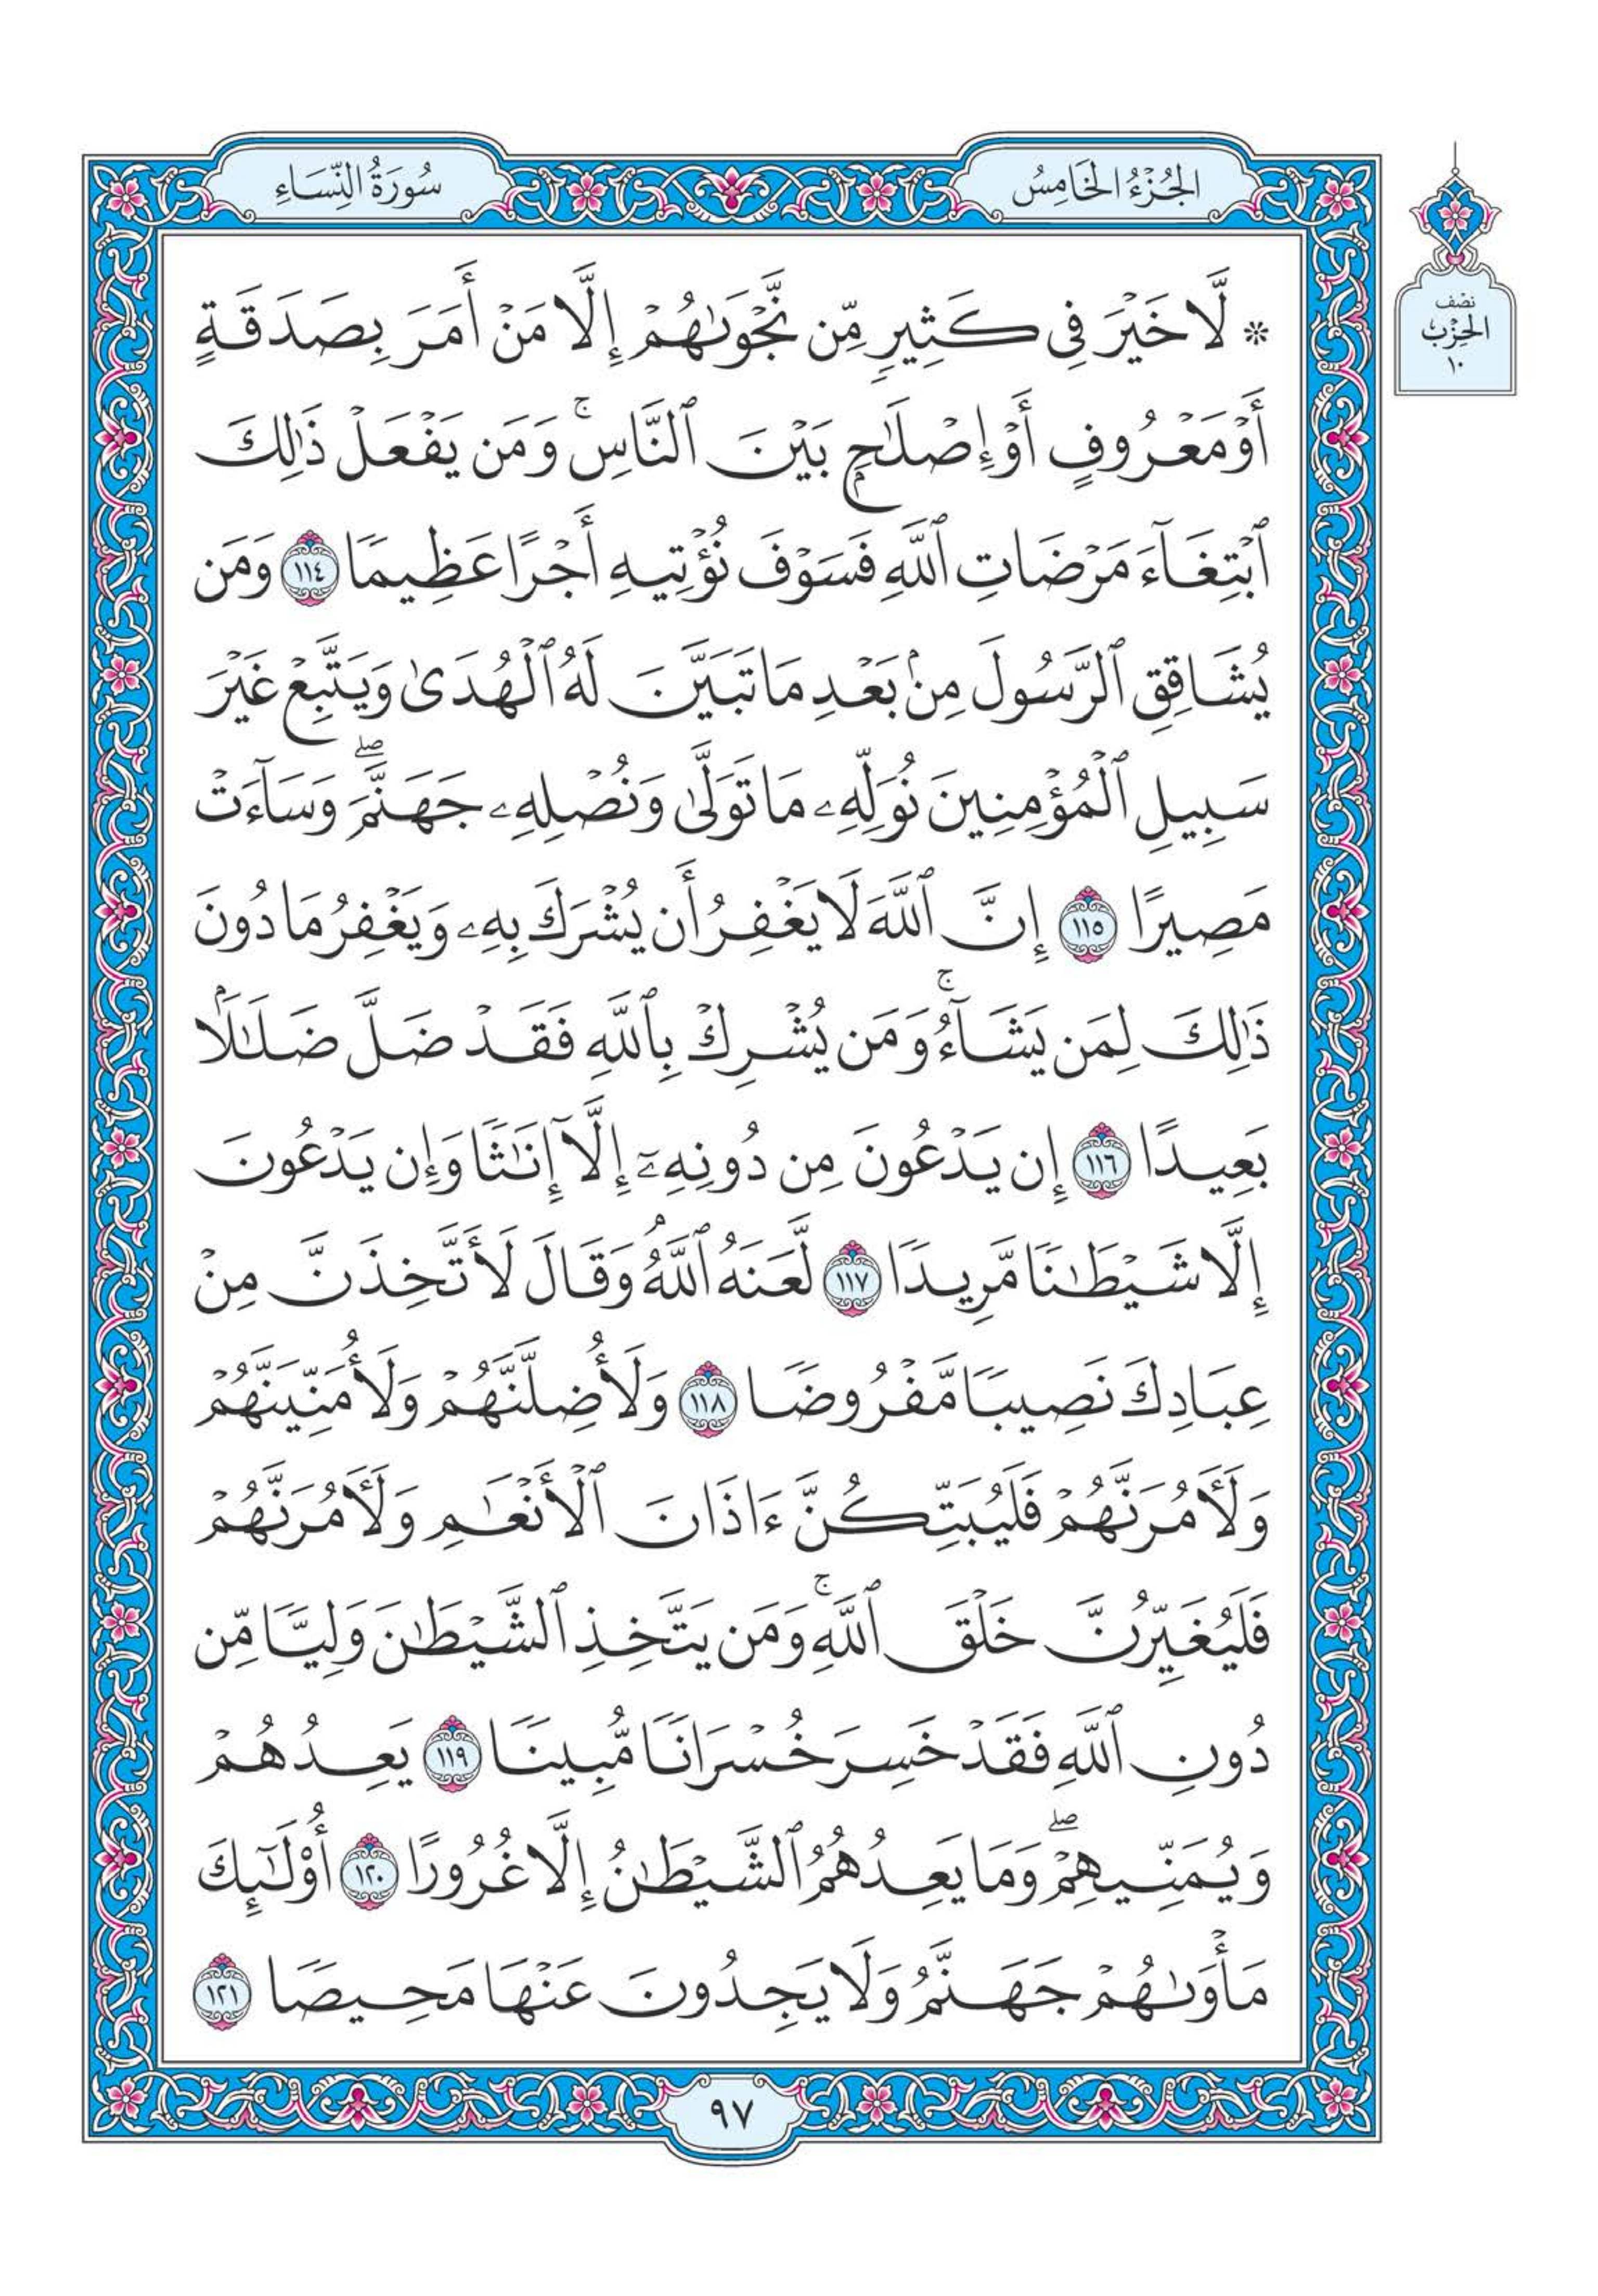 الجُزْءُ الخَامِسُ
سُورَةُ النِّسَاءِ
نصْف
الحِزْب
١٠
۞ لَّا خَيْرَ فِى كَثِيرٍ مِّن نَّجْوَىٰهُمْ إِلَّا مَنْ أَمَرَ بِصَدَقَةٍ
أَوْ مَعْرُوفٍ أَوْ إِصْلَٰحٍۭ بَيْنَ ٱلنَّاسِۚ وَمَن يَفْعَلْ ذَٰلِكَ
ٱبْتِغَآءَ مَرْضَاتِ ٱللَّهِ فَسَوْفَ نُؤْتِيهِ أَجْرًا عَظِيمًا ١١٤ وَمَن
يُشَاقِقِ ٱلرَّسُولَ مِنۢ بَعْدِ مَا تَبَيَّنَ لَهُ ٱلْهُدَىٰ وَيَتَّبِعْ غَيْرَ
سَبِيلِ ٱلْمُؤْمِنِينَ نُوَلِّهِۦ مَا تَوَلَّىٰ وَنُصْلِهِۦ جَهَنَّمَۖ وَسَآءَتْ
مَصِيرًا ١١٥ إِنَّ ٱللَّهَ لَا يَغْفِرُ أَن يُشْرَكَ بِهِۦ وَيَغْفِرُ مَا دُونَ
ذَٰلِكَ لِمَن يَشَآءُۚ وَمَن يُشْرِكْ بِٱللَّهِ فَقَدْ ضَلَّ ضَلَٰلًۢا
بَعِيدًا ١١٦ إِن يَدْعُونَ مِن دُونِهِۦٓ إِلَّآ إِنَٰثًا وَإِن يَدْعُونَ
إِلَّا شَيْطَٰنًا مَّرِيدًا ١١٧ لَّعَنَهُ ٱللَّهُۘ وَقَالَ لَأَتَّخِذَنَّ مِنْ
عِبَادِكَ نَصِيبًا مَّفْرُوضًا ١١٨ وَلَأُضِلَّنَّهُمْ وَلَأُمَنِّيَنَّهُمْ
وَلَءَامُرَنَّهُمْ فَلَيُبَتِّكُنَّ ءَاذَانَ ٱلْأَنْعَٰمِ وَلَءَامُرَنَّهُمْ
فَلَيُغَيِّرُنَّ خَلْقَ ٱللَّهِۚ وَمَن يَتَّخِذِ ٱلشَّيْطَٰنَ وَلِيًّا مِّن
دُونِ ٱللَّهِ فَقَدْ خَسِرَ خُسْرَانًا مُّبِينًا ١١٩ يَعِدُهُمْ
وَيُمَنِّيهِمْۖ وَمَا يَعِدُهُمُ ٱلشَّيْطَٰنُ إِلَّا غُرُورًا ١٢٠ أُو۟لَٰٓئِكَ
مَأْوَىٰهُمْ جَهَنَّمُ وَلَا يَجِدُونَ عَنْهَا مَحِيصًا ١٢١
٩٧